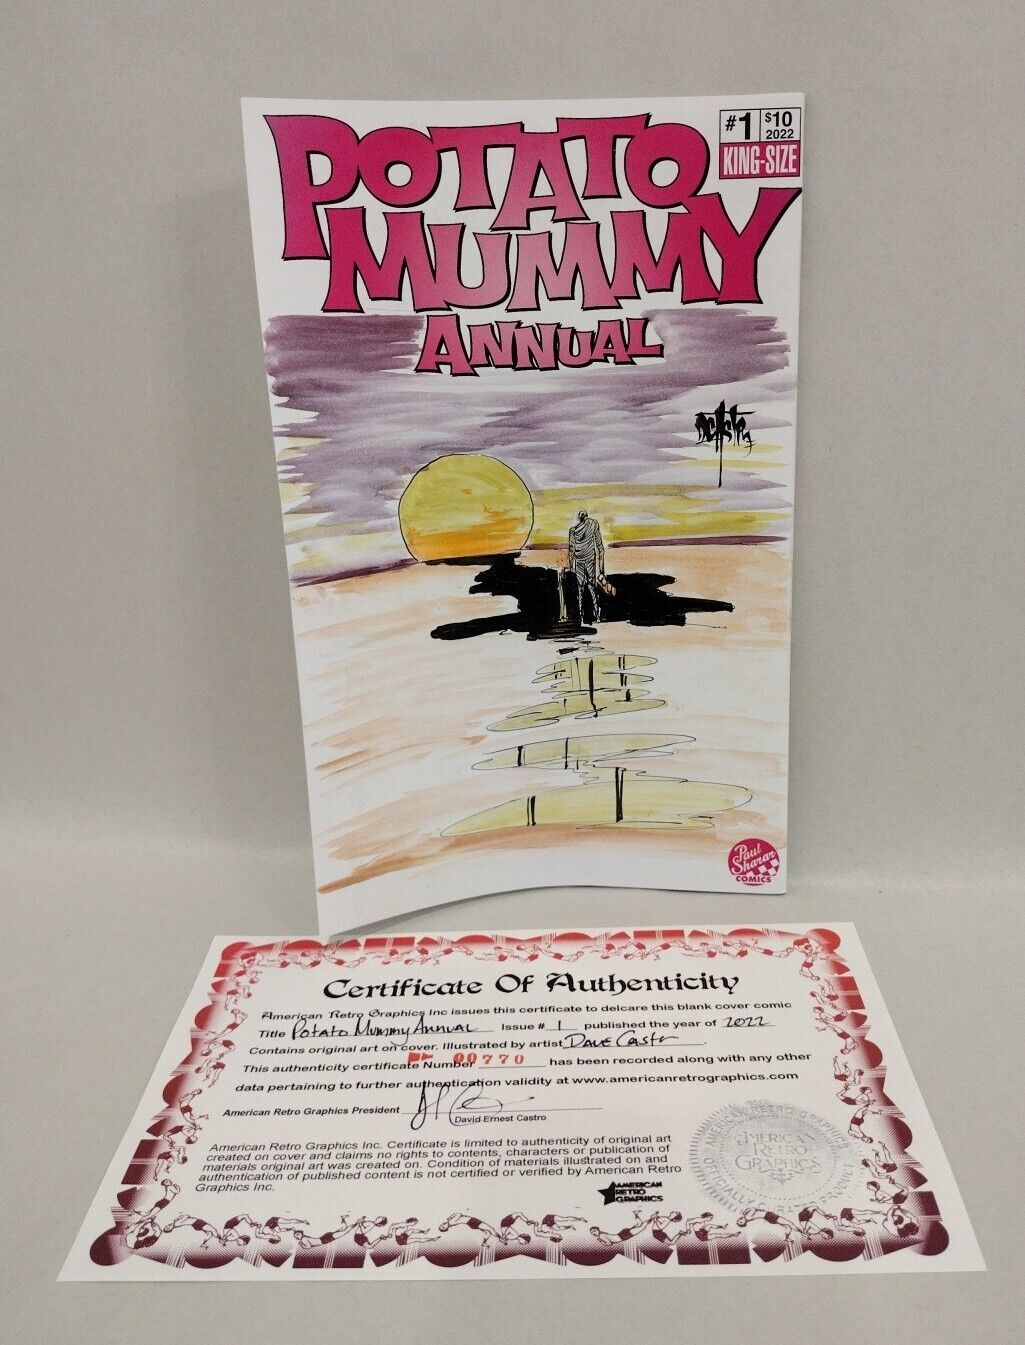 POTATO
MUMMY
ANNUAL
#1
$10
2022
KING-SIZE
Paul
Sharar
COMICS
Certificate Of Authenticity
American Retro Graphics Inc issues this certificate to delcare this blank cover comic
Title Potato Mummy Annual Issue # 1 published the year of 2022
Contains original art on cover. Illustrated by artist Dave Castro.
This authenticity certificate Number 00770 has been recorded along with any other
data pertaining to further authentication validity at www.americanretrographics.com
American Retro Graphics President
David Ernest Castro
American Retro Graphics Inc. Certificate is limited to authenticity of original art
created on cover and claims no rights to contents, characters or publication of
materials original art was created on. Condition of materials illustrated on and
authentication of published content is not certified or verified by American Retro
Graphics Inc.
AMERICAN
RETRO
GRAPHICS
AMERICAN
RETRO
GRAPHICS